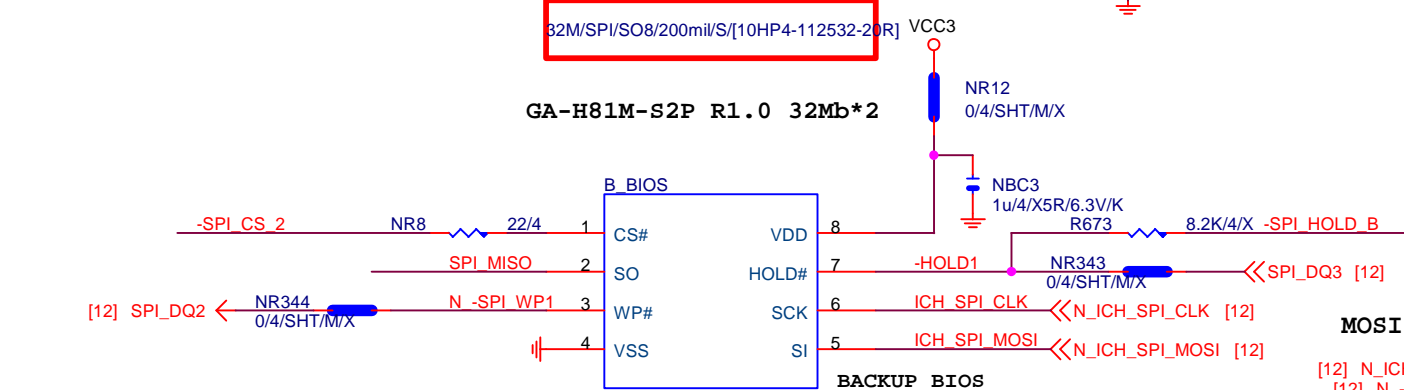 32M/SPI/SO8/200mil/S/[10HP4-112532-20R]
VCC3
NR12
0/4/SHT/M/X
GA-H81M-S2P R1.0 32Mb*2
B_BIOS
NBC3
1u/4/X5R/6.3V/K
-SPI_CS_2 NR8 22/4 1 CS# VDD 8
R673 8.2K/4/X -SPI_HOLD_B
SPI_MISO 2 SO HOLD# 7 -HOLD1 NR343 SPI_DQ3 [12]
0/4/SHT/M/X
[12] SPI_DQ2 NR344 N_-SPI_WP1 3 WP# SCK 6 ICH_SPI_CLK N_ICH_SPI_CLK [12]
0/4/SHT/M/X
MOSI
4 VSS SI 5 ICH_SPI_MOSI N_ICH_SPI_MOSI [12]
BACKUP BIOS
[12]
[12]